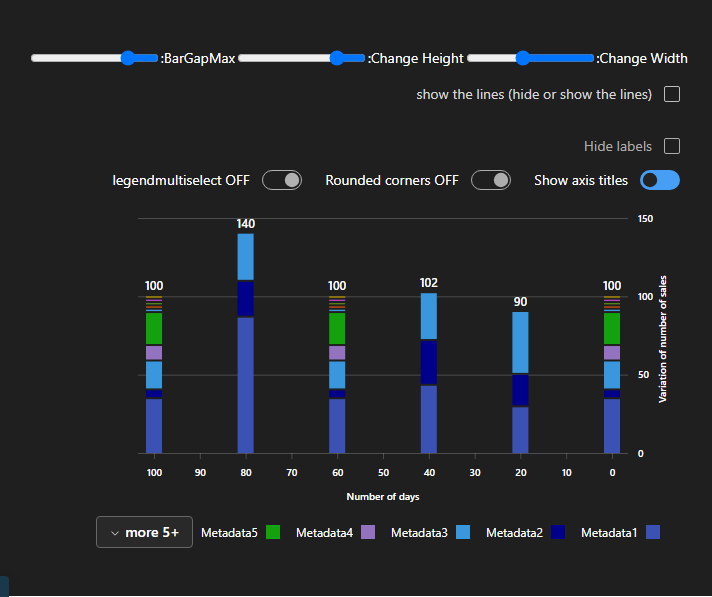 :BarGapMax :Change Height :Change Width
show the lines (hide or show the lines)
Hide labels
legendmultiselect OFF Rounded corners OFF Show axis titles
150
140
100 100 102 90 100
100
Variation of number of sales
50
0
100 90 80 70 60 50 40 30 20 10 0
Number of days
more 5+ Metadata5 Metadata4 Metadata3 Metadata2 Metadata1